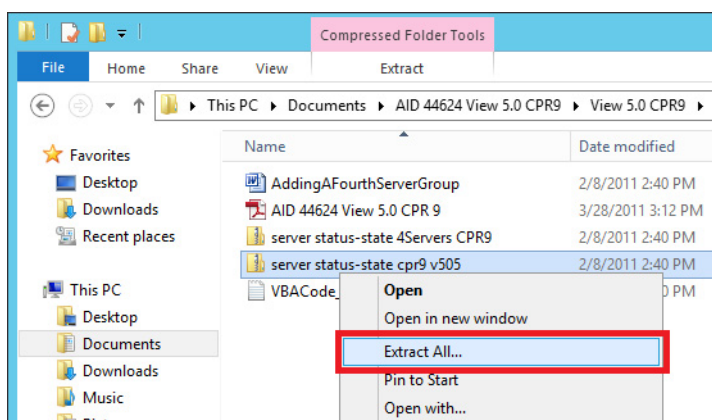 Compressed Folder Tools
File Home Share View Extract
This PC Documents AID 44624 View 5.0 CPR9 View 5.0 CPR9
Name Date modified
Favorites
Desktop
Downloads
Recent places
This PC
Desktop
Documents
Downloads
Music
AddingAFourthServerGroup 2/8/2011 2:40 PM
AID 44624 View 5.0 CPR 9 3/28/2011 3:12 PM
server status-state 4Servers CPR9 2/8/2011 2:40 PM
server status-state cpr9 v505 2/8/2011 2:40 PM
VBACode_ 0 PM
Open
Open in new window
Extract All...
Pin to Start
Open with...